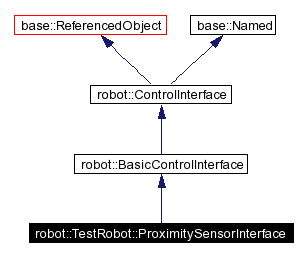 base::ReferencedObject
base::Named
robot::ControlInterface
robot::BasicControlInterface
robot::TestRobot::ProximitySensorInterface